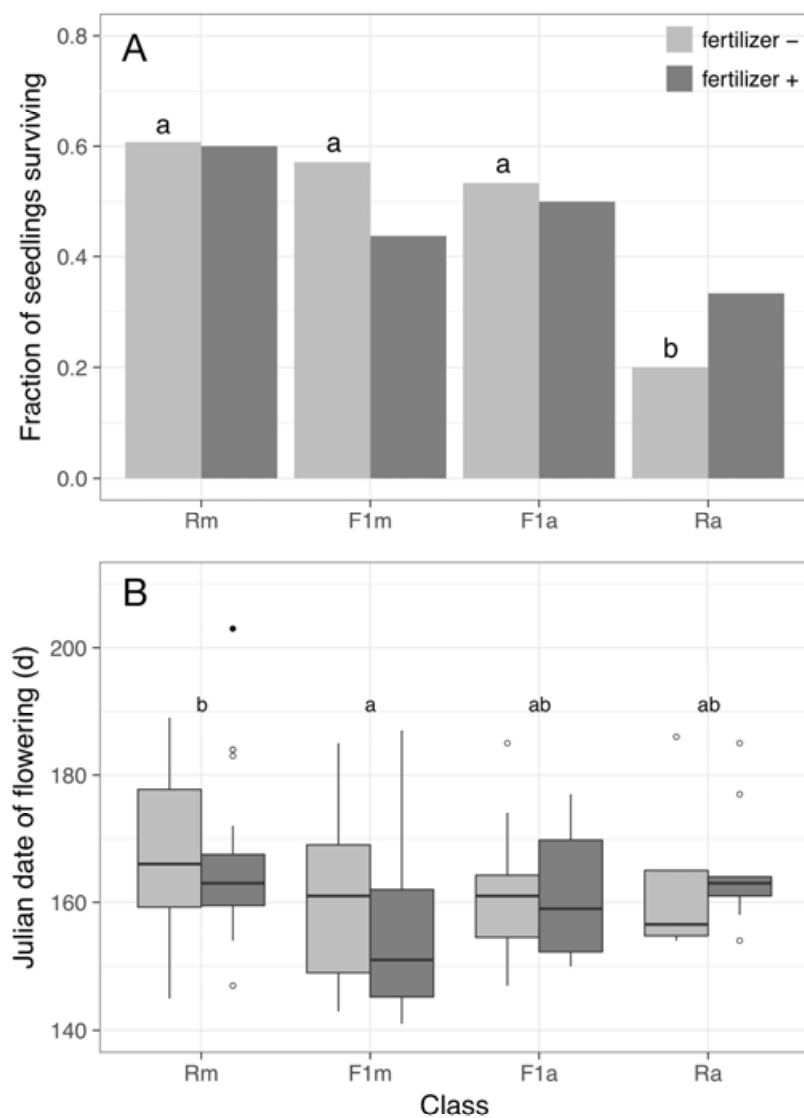 A
fertilizer −
fertilizer +
0.8
0.6
0.4
0.2
0.0
Fraction of seedlings surviving
a
a
a
b
Rm F1m F1a Ra
B
200
180
160
140
Julian date of flowering (d)
b a ab ab
Rm F1m F1a Ra
Class